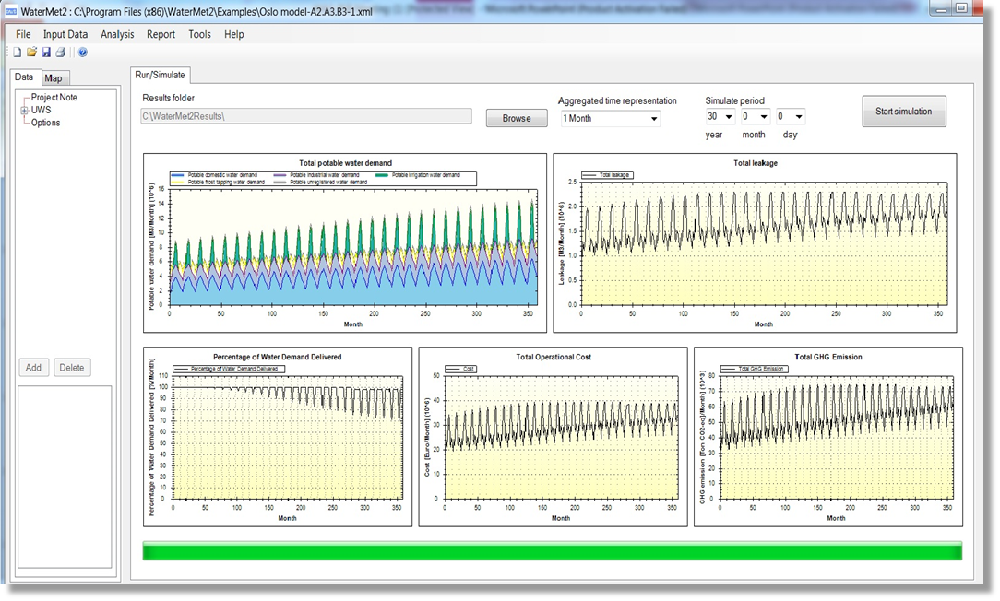 WaterMet2 : C:\Program Files (x86)\WaterMet2\Examples\Oslo model-A2.A3.B3-1.xml
File Input Data Analysis Report Tools Help
Data Map
Project Note
UWS
Options
Add Delete
Run/Simulate
Results folder
C:\WaterMet2Results\
Browse
Aggregated time representation
1 Month
Simulate period
30 0 0
year month day
Start simulation
Total potable water demand
Potable domestic water demand Potable industrial water demand Potable irrigation water demand
Potable frost tapping water demand Potable unregistered water demand
Potable water demand [M3/Month] (10^6)
16
14
12
10
8
6
4
2
0
0 50 100 150 200 250 300 350
Month
Total leakage
Total leakage
Leakage [M3/Month] (10^6)
2.5
2.0
1.5
1.0
0.5
0.0
0 50 100 150 200 250 300 350
Month
Percentage of Water Demand Delivered
Percentage of Water Demand Delivered
Percentage of Water Demand Delivered [%/Month]
110
100
90
80
70
60
50
40
30
20
10
0
0 50 100 150 200 250 300 350
Month
Total Operational Cost
Cost
Cost [Euro/Month] (10^6)
50
40
30
20
10
0
0 50 100 150 200 250 300 350
Month
Total GHG Emission
Total GHG Emission
GHG emission [Ton CO2-eq]/Month] (10^3)
80
70
60
50
40
30
20
10
0
0 50 100 150 200 250 300 350
Month